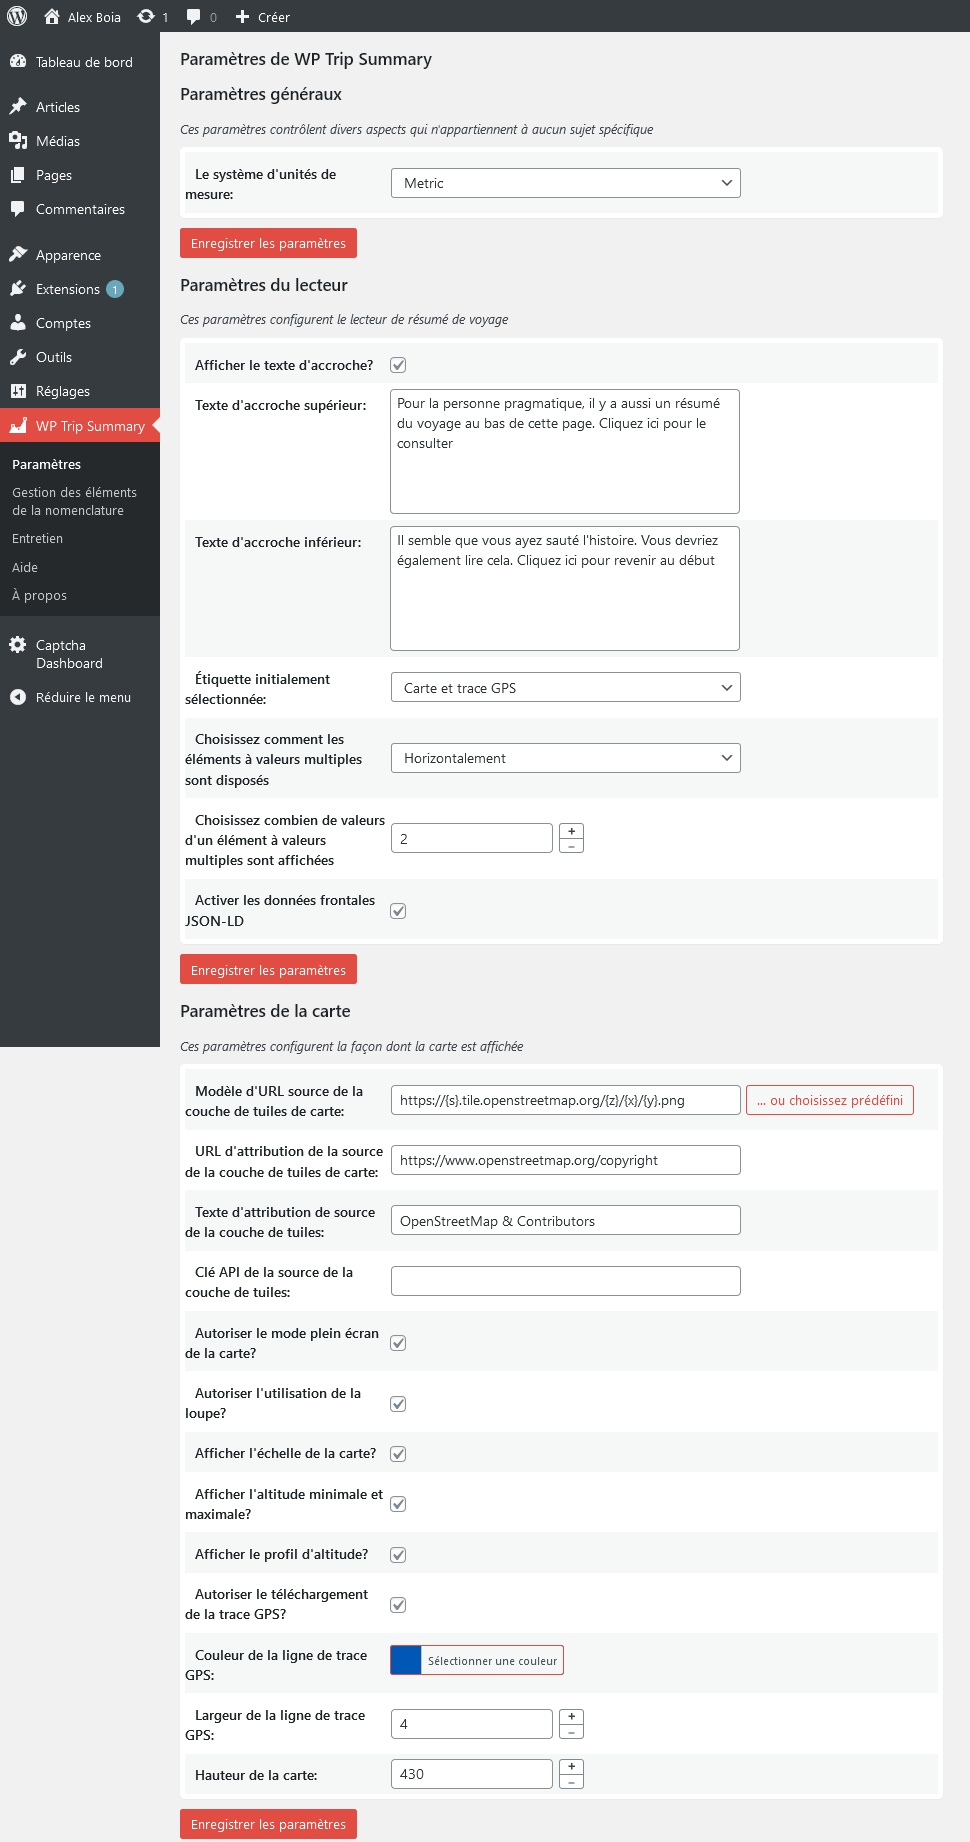 Alex Boia
1
0
Créer
Tableau de bord
Articles
Médias
Pages
Commentaires
Apparence
Extensions 1
Comptes
Outils
Réglages
WP Trip Summary
Paramètres
Gestion des éléments
de la nomenclature
Entretien
Aide
À propos
Captcha
Dashboard
Réduire le menu
Paramètres de WP Trip Summary
Paramètres généraux
Ces paramètres contrôlent divers aspects qui n'appartiennent à aucun sujet spécifique
Le système d'unités de
mesure:
Metric
Enregistrer les paramètres
Paramètres du lecteur
Ces paramètres configurent le lecteur de résumé de voyage
Afficher le texte d'accroche?
Texte d'accroche supérieur:
Pour la personne pragmatique, il y a aussi un résumé
du voyage au bas de cette page. Cliquez ici pour le
consulter
Texte d'accroche inférieur:
Il semble que vous ayez sauté l'histoire. Vous devriez
également lire cela. Cliquez ici pour revenir au début
Étiquette initialement
sélectionnée:
Carte et trace GPS
Choisissez comment les
éléments à valeurs multiples
sont disposés
Horizontalement
Choisissez combien de valeurs
d'un élément à valeurs
multiples sont affichées
2
+
−
Activer les données frontales
JSON-LD
Enregistrer les paramètres
Paramètres de la carte
Ces paramètres configurent la façon dont la carte est affichée
Modèle d'URL source de la
couche de tuiles de carte:
https://{s}.tile.openstreetmap.org/{z}/{x}/{y}.png
... ou choisissez prédéfini
URL d'attribution de la source
de la couche de tuiles de carte:
https://www.openstreetmap.org/copyright
Texte d'attribution de source
de la couche de tuiles:
OpenStreetMap & Contributors
Clé API de la source de la
couche de tuiles:
Autoriser le mode plein écran
de la carte?
Autoriser l'utilisation de la
loupe?
Afficher l'échelle de la carte?
Afficher l'altitude minimale et
maximale?
Afficher le profil d'altitude?
Autoriser le téléchargement
de la trace GPS?
Couleur de la ligne de trace
GPS:
Sélectionner une couleur
Largeur de la ligne de trace
GPS:
4
+
−
Hauteur de la carte:
430
+
−
Enregistrer les paramètres